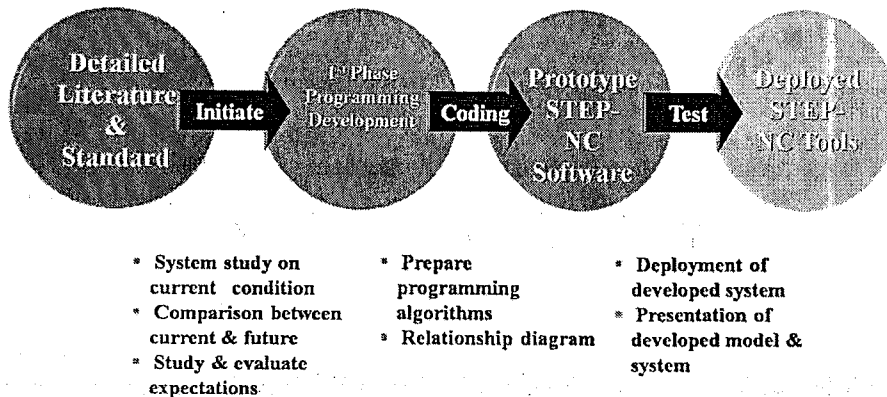 Detailed
Literature
&
Standard
Initiate
1st Phase
Programming
Development
Coding
Prototype
STEP-
NC
Software
Test
Deployed
STEP-
NC Tools
* System study on
current condition
* Comparison between
current & future
* Study & evaluate
expectations
* Prepare
programming
algorithms
* Relationship diagram
* Deployment of
developed system
* Presentation of
developed model &
system